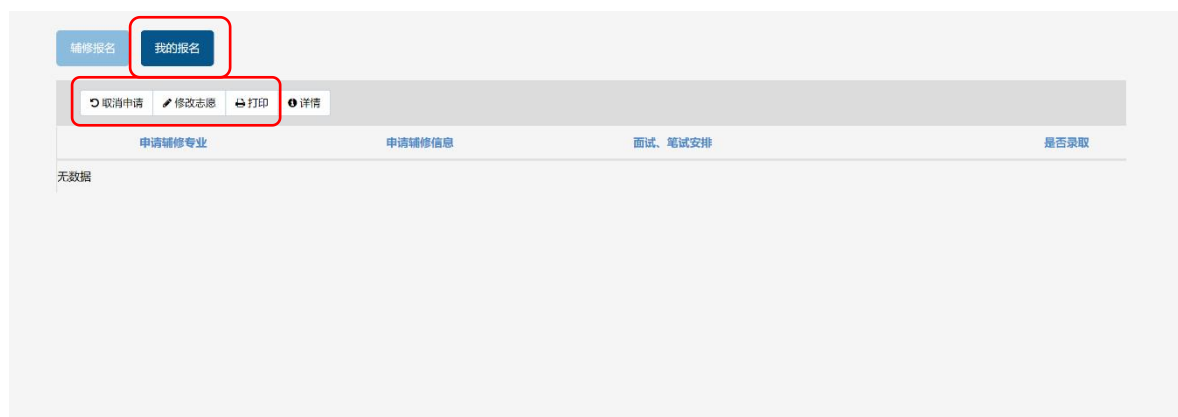 辅修报名 我的报名
取消申请 修改志愿 打印 详情
申请辅修专业 申请辅修信息 面试、笔试安排 是否录取
无数据